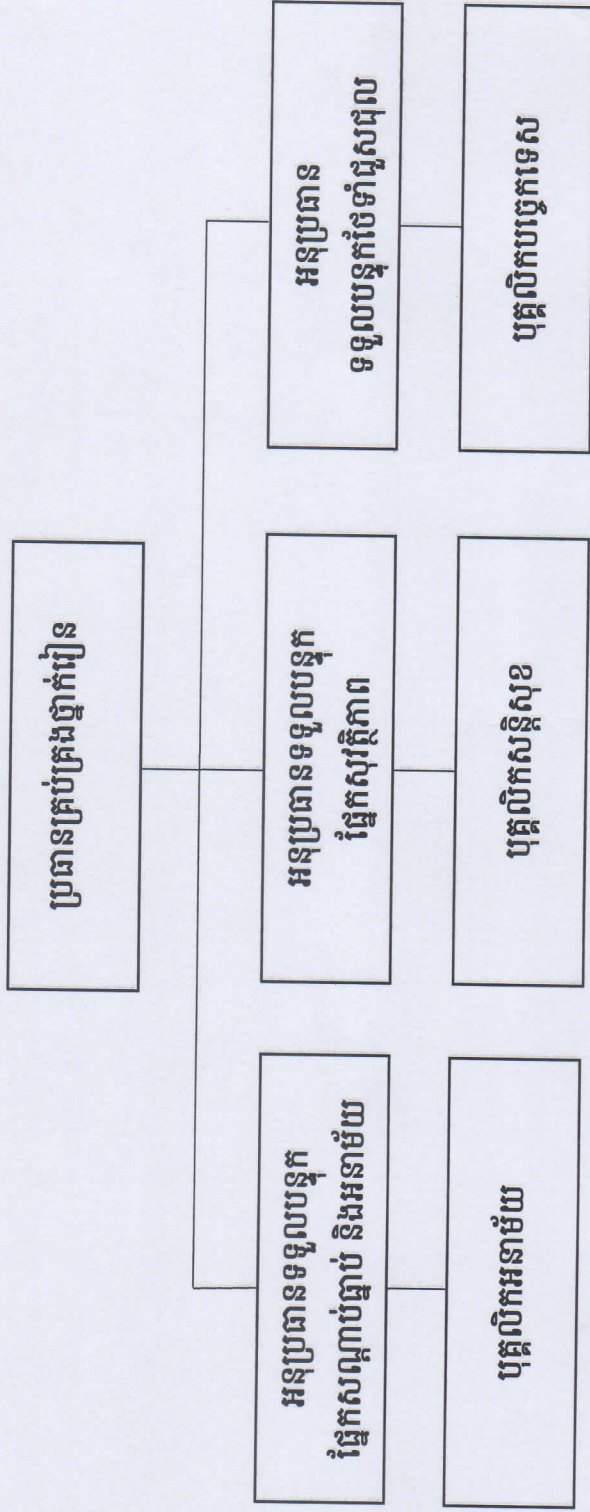 ប្រធានគ្រប់គ្រងថ្នាក់រៀន
អនុប្រធានទទួលបន្ទុក
ផ្នែកសណ្តាប់ធ្នាប់ និងអនាម័យ
អនុប្រធានទទួលបន្ទុក
ផ្នែកសុវត្ថិភាព
អនុប្រធាន
ទទួលបន្ទុកថែទាំជួសជុល
បុគ្គលិកអនាម័យ
បុគ្គលិកសន្តិសុខ
បុគ្គលិកបច្ចេកទេស